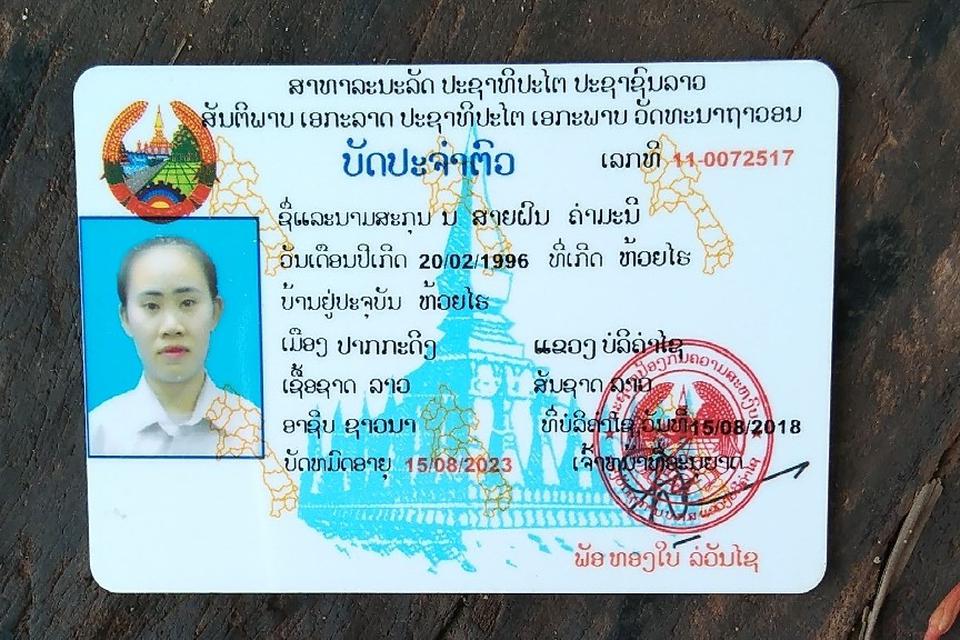 ສາທາລະນະລັດ ປະຊາທິປະໄຕ ປະຊາຊົນລາວ
ສັນຕິພາບ ເອກະລາດ ປະຊາທິປະໄຕ ເອກະພາບ ວັດທະນາຖາວອນ
ບັດປະຈຳຕົວ ເລກທີ 11-0072517
ຊື່ແລະນາມສະກຸນ ນ ສາຍຝົນ ຄຳມະນີ
ວັນເດືອນປີເກີດ 20/02/1996 ທີ່ເກີດ ຫ້ວຍໄຮ
ບ້ານຢູ່ປະຈຸບັນ ຫ້ວຍໄຮ
ເມືອງ ປາກກະດິງ ແຂວງ ບໍລິຄຳໄຊ
ເຊື້ອຊາດ ລາວ ສັນຊາດ ລາວ
ອາຊີບ ຊາວນາ ທີ່ບໍລິຄຳໄຊ ວັນທີ 15/08/2018
ບັດຫມົດອາຍຸ 15/08/2023 ເຈົ້າຫນ້າທີ່ອະນຍາດ
ພັອ ທອງໃບ ລ່ວັນໄຊ